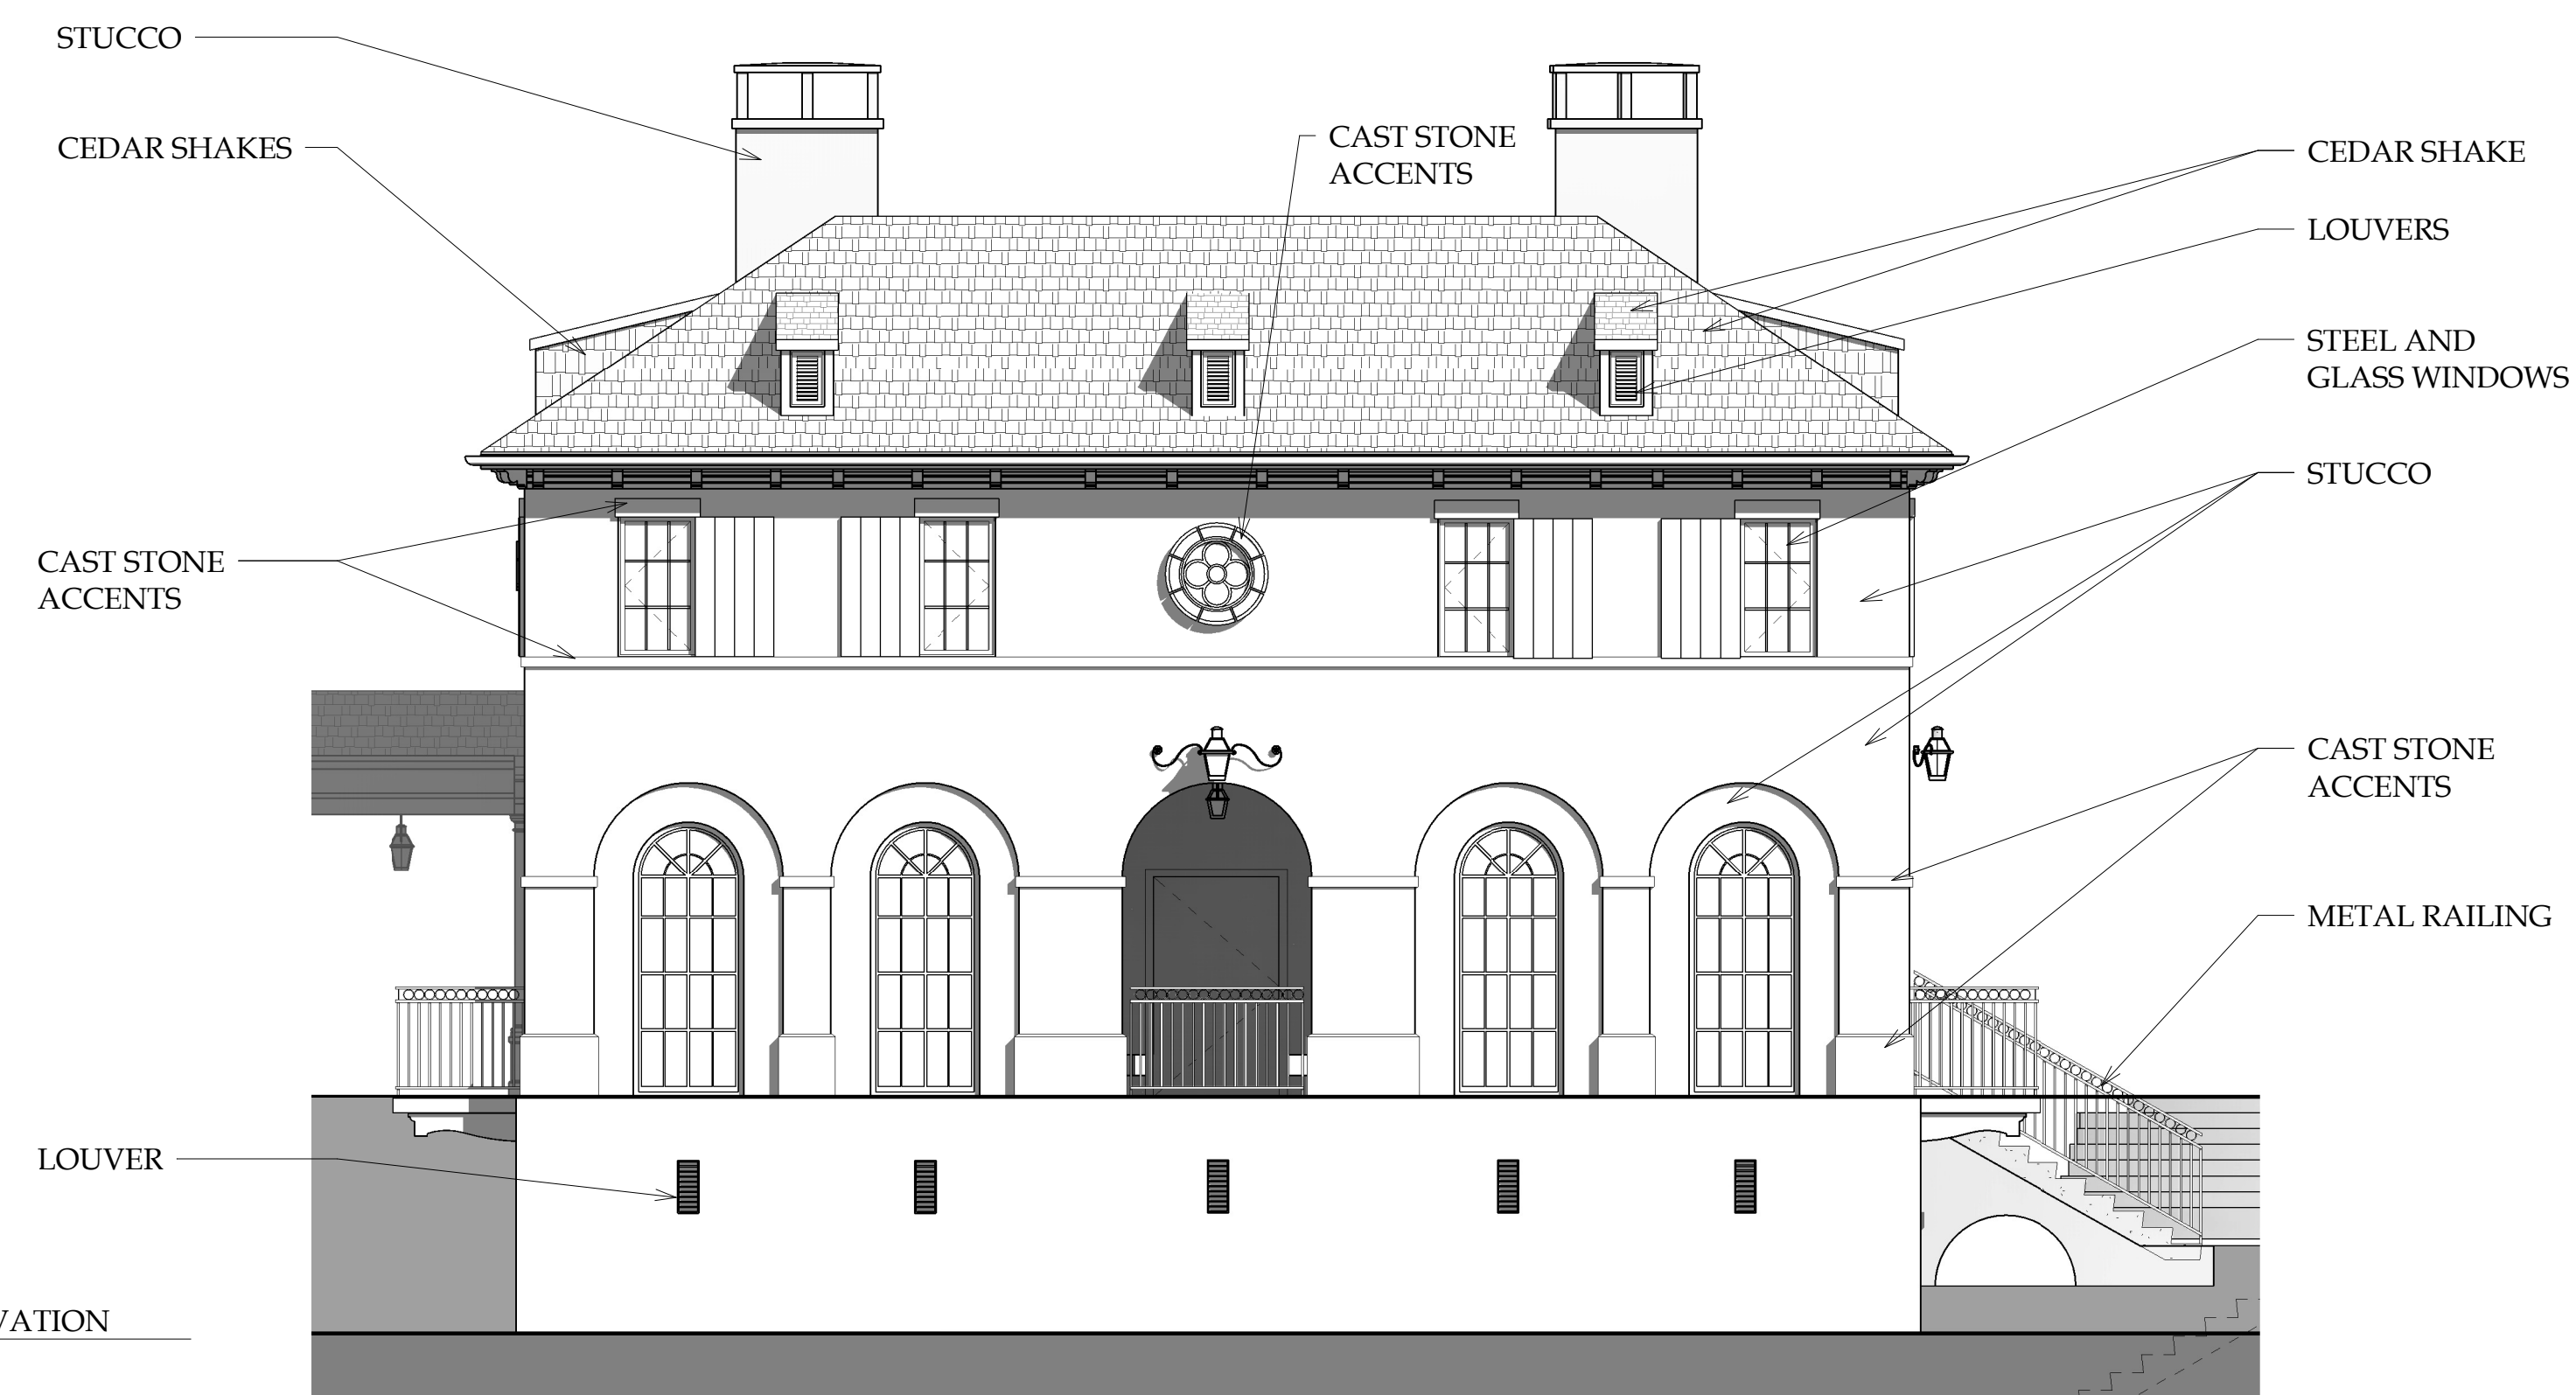 STUCCO
CEDAR SHAKES
CAST STONE
ACCENTS
CEDAR SHAKE
LOUVERS
STEEL AND
GLASS WINDOWS
STUCCO
CAST STONE
ACCENTS
CAST STONE
ACCENTS
METAL RAILING
LOUVER
VATION